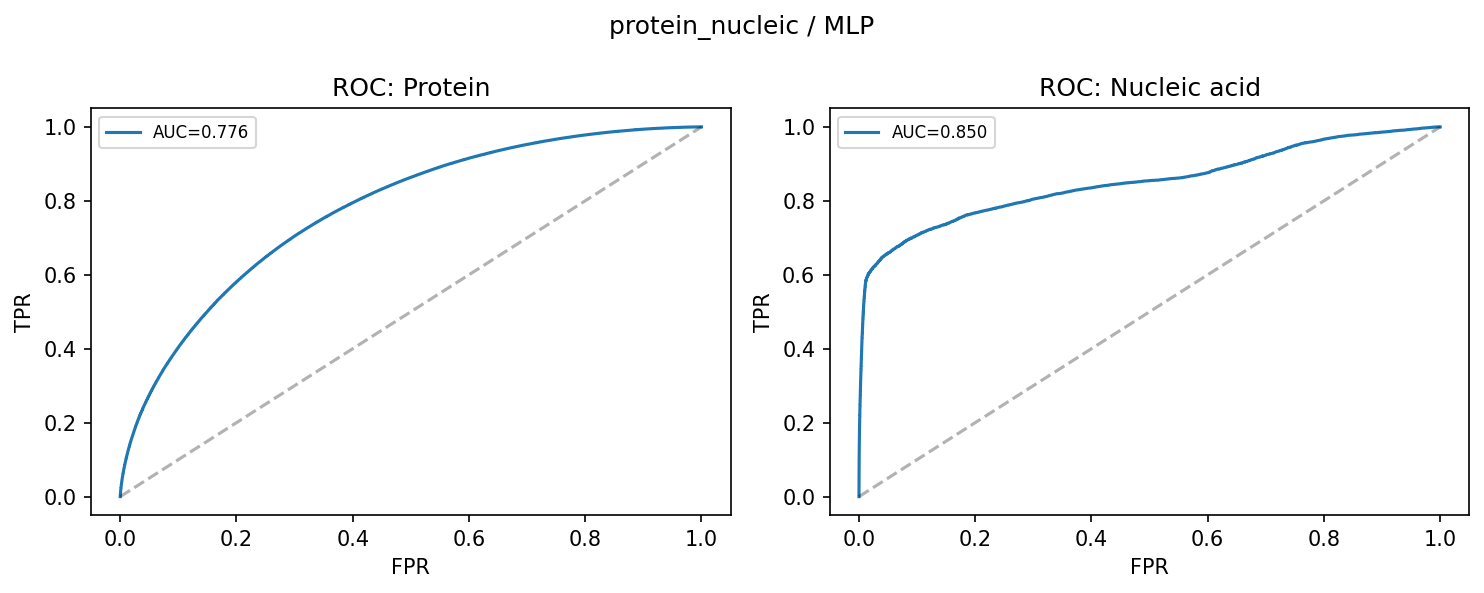 protein_nucleic / MLP
ROC: Protein
AUC=0.776
TPR
1.0
0.8
0.6
0.4
0.2
0.0
0.0 0.2 0.4 0.6 0.8 1.0
FPR
ROC: Nucleic acid
AUC=0.850
TPR
1.0
0.8
0.6
0.4
0.2
0.0
0.0 0.2 0.4 0.6 0.8 1.0
FPR